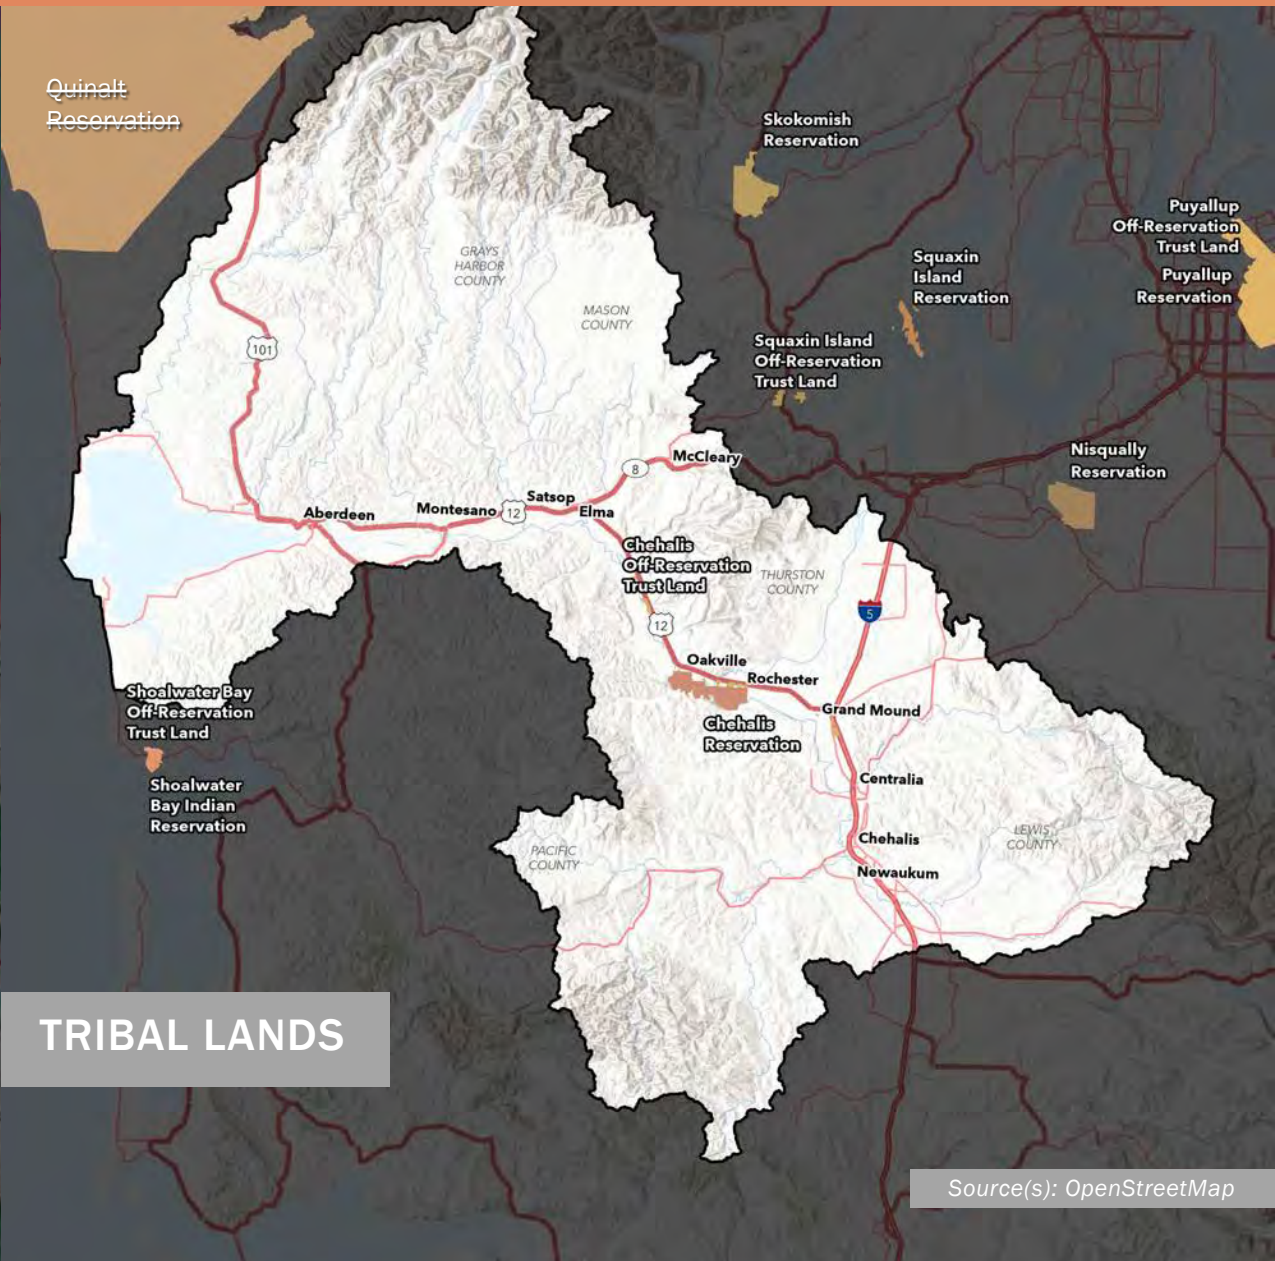 Quinalt
Reservation
Skokomish
Reservation
Puyallup
Off-Reservation
Trust Land
Puyallup
Reservation
Squaxin
Island
Reservation
GRAYS
HARBOR
COUNTY
MASON
COUNTY
Squaxin Island
Off-Reservation
Trust Land
101
Nisqually
Reservation
McCleary
8
Satsop
Montesano
12
Elma
Aberdeen
Chehalis
Off-Reservation
Trust Land
THURSTON
COUNTY
5
12
Oakville
Rochester
Shoalwater Bay
Off-Reservation
Trust Land
Grand Mound
Chehalis
Reservation
Shoalwater
Bay Indian
Reservation
Centralia
Chehalis
LEWIS
COUNTY
PACIFIC
COUNTY
Newaukum
TRIBAL LANDS
Source(s): OpenStreetMap